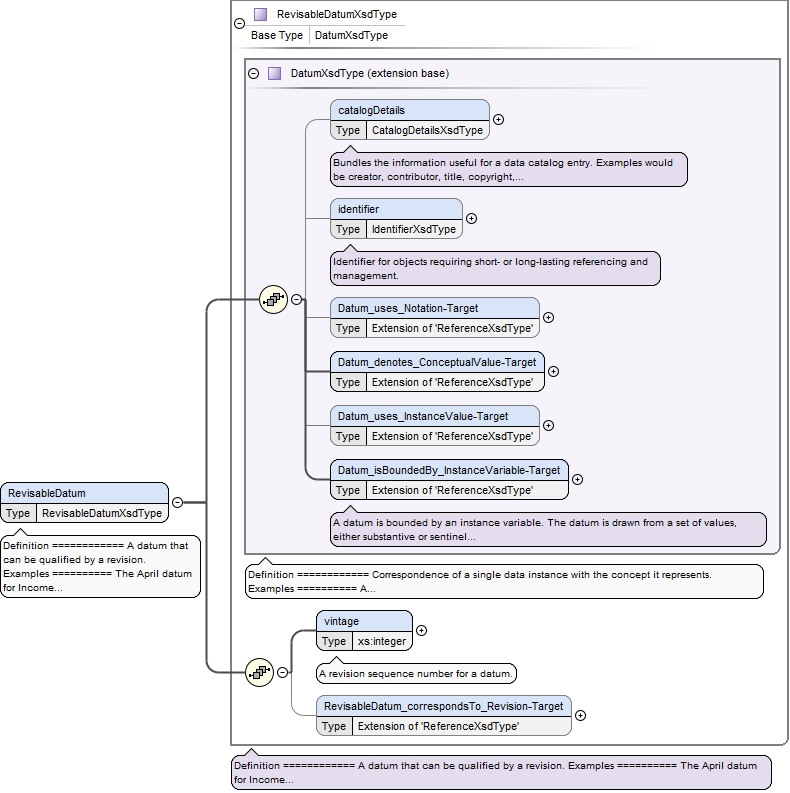 RevisableDatumXsdType
Base Type DatumXsdType
DatumXsdType (extension base)
catalogDetails
Type CatalogDetailsXsdType
Bundles the information useful for a data catalog entry. Examples would
be creator, contributor, title, copyright,...
identifier
Type IdentifierXsdType
Identifier for objects requiring short- or long-lasting referencing and
management.
Datum_uses_Notation-Target
Type Extension of 'ReferenceXsdType'
Datum_denotes_ConceptualValue-Target
Type Extension of 'ReferenceXsdType'
Datum_uses_InstanceValue-Target
Type Extension of 'ReferenceXsdType'
Datum_isBoundedBy_InstanceVariable-Target
Type Extension of 'ReferenceXsdType'
A datum is bounded by an instance variable. The datum is drawn from a set of values,
either substantive or sentinel...
RevisableDatum
Type RevisableDatumXsdType
Definition ============ A datum that
can be qualified by a revision.
Examples ========== The April datum
for Income...
Definition ============ Correspondence of a single data instance with the concept it represents.
Examples ========== A...
vintage
Type xs:integer
A revision sequence number for a datum.
RevisableDatum_correspondsTo_Revision-Target
Type Extension of 'ReferenceXsdType'
Definition ============ A datum that can be qualified by a revision. Examples ========== The April datum
for Income...